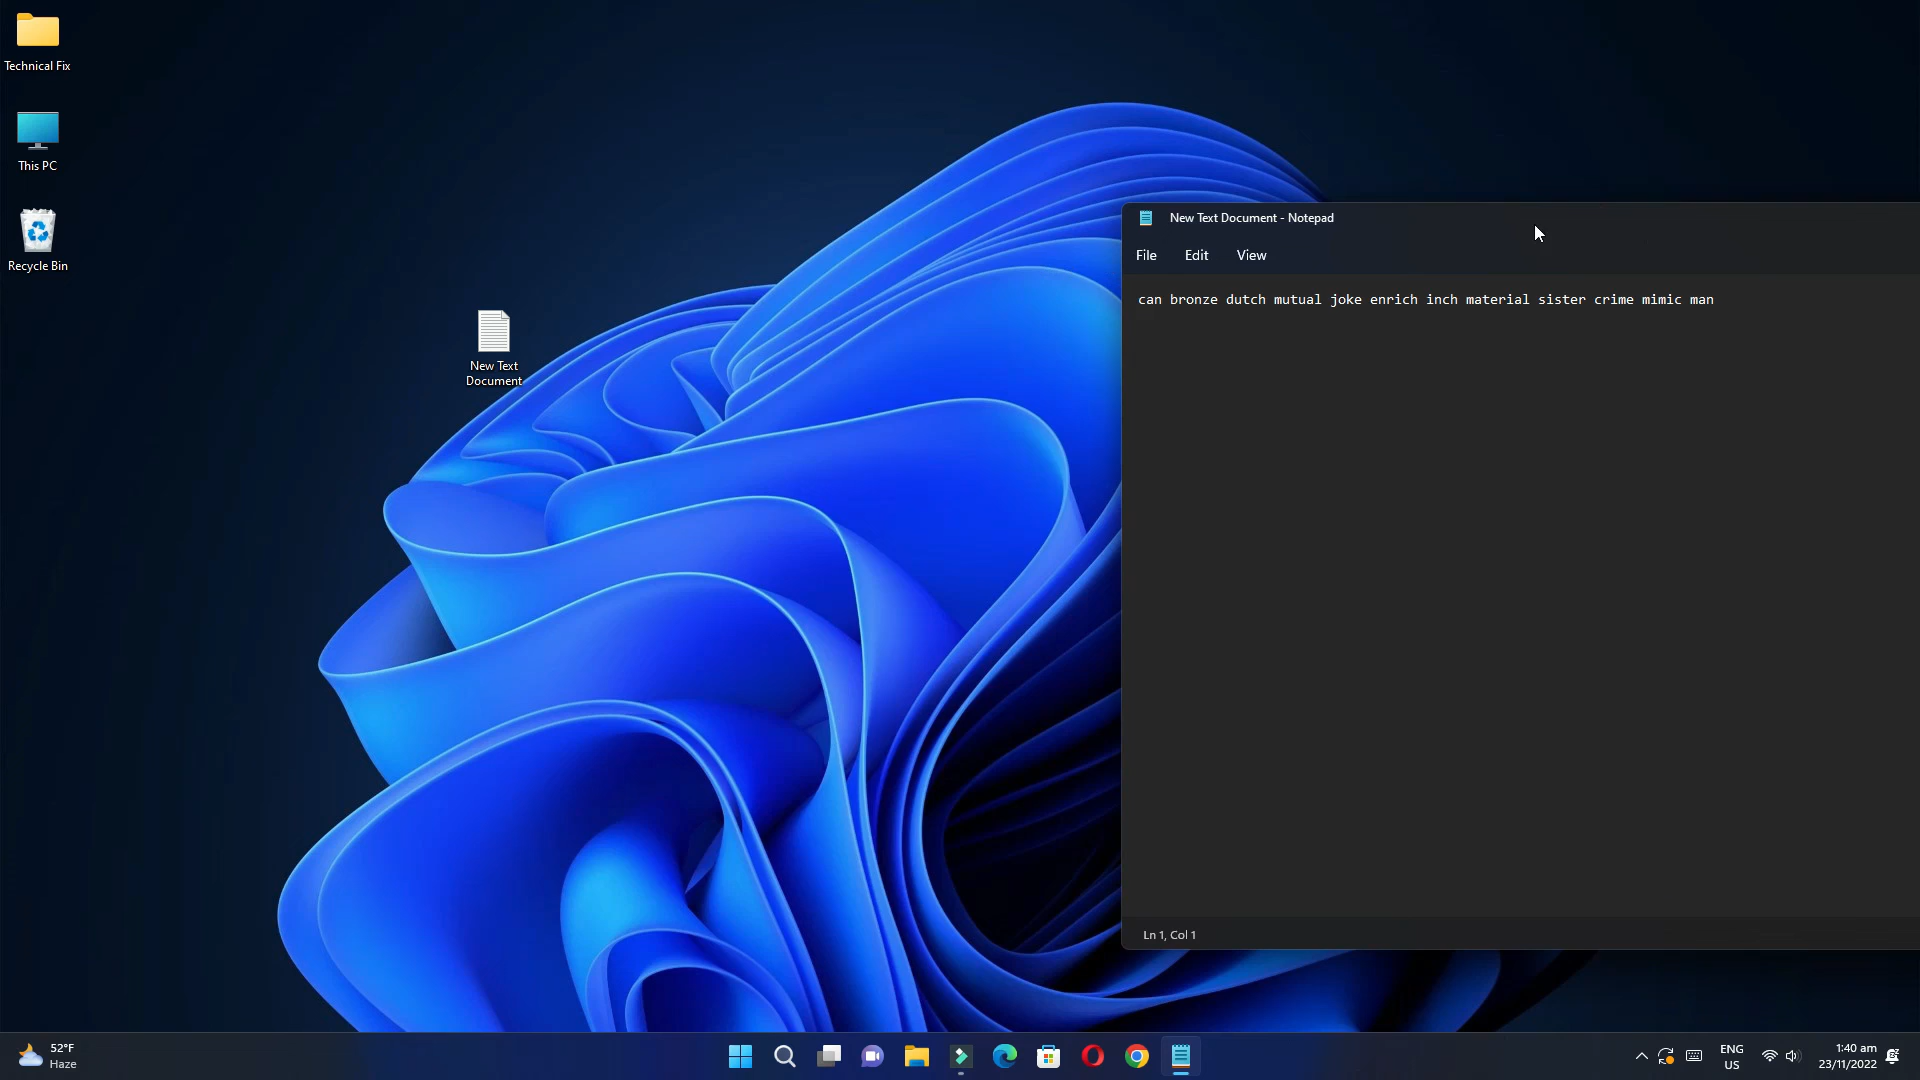 Technical Fix
This PC
Recycle Bin
New Text
Document
New Text Document - Notepad
File Edit View
can bronze dutch mutual joke enrich inch material sister crime mimic man
Ln 1, Col 1
52°F
Haze
ENG
US
1:40 am
23/11/2022